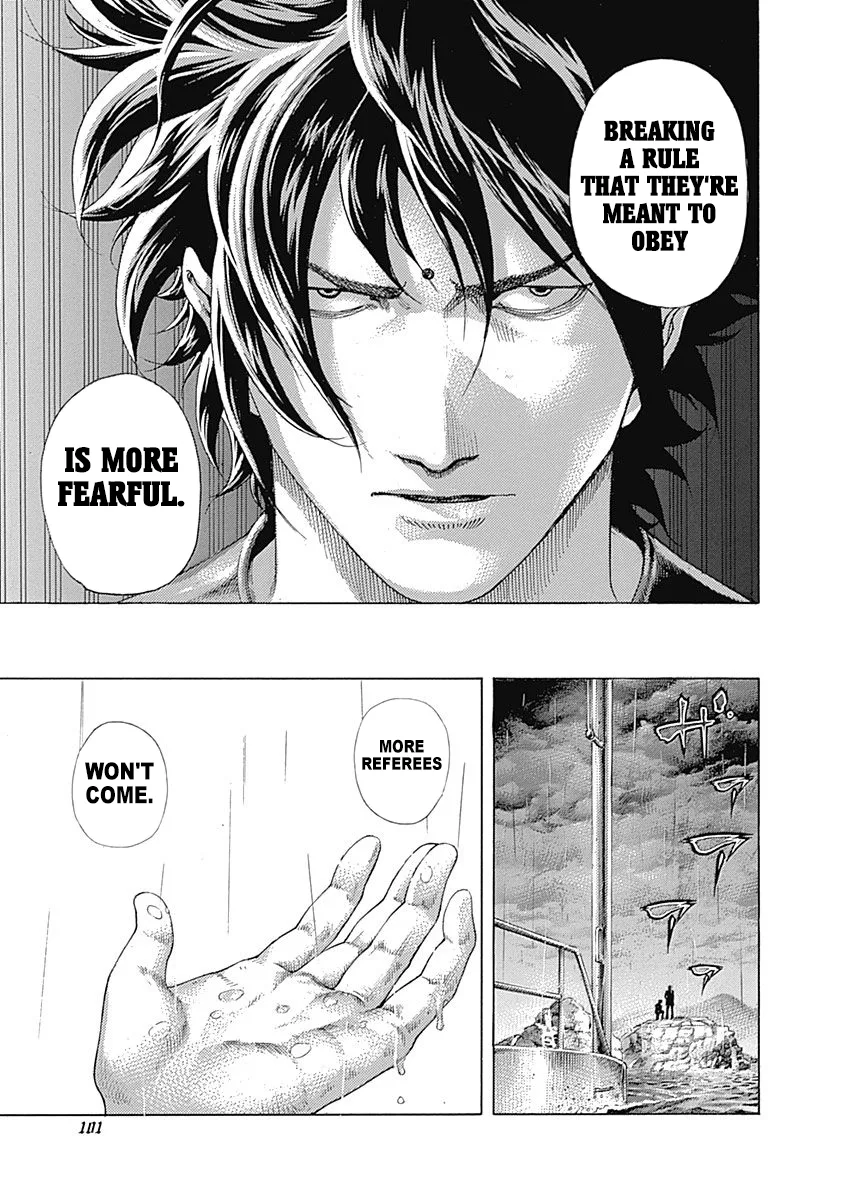 BREAKING
A RULE
THAT THEY'RE
MEANT TO
OBEY
IS MORE
FEARFUL.
MORE
REFEREES
WON'T
COME.
101